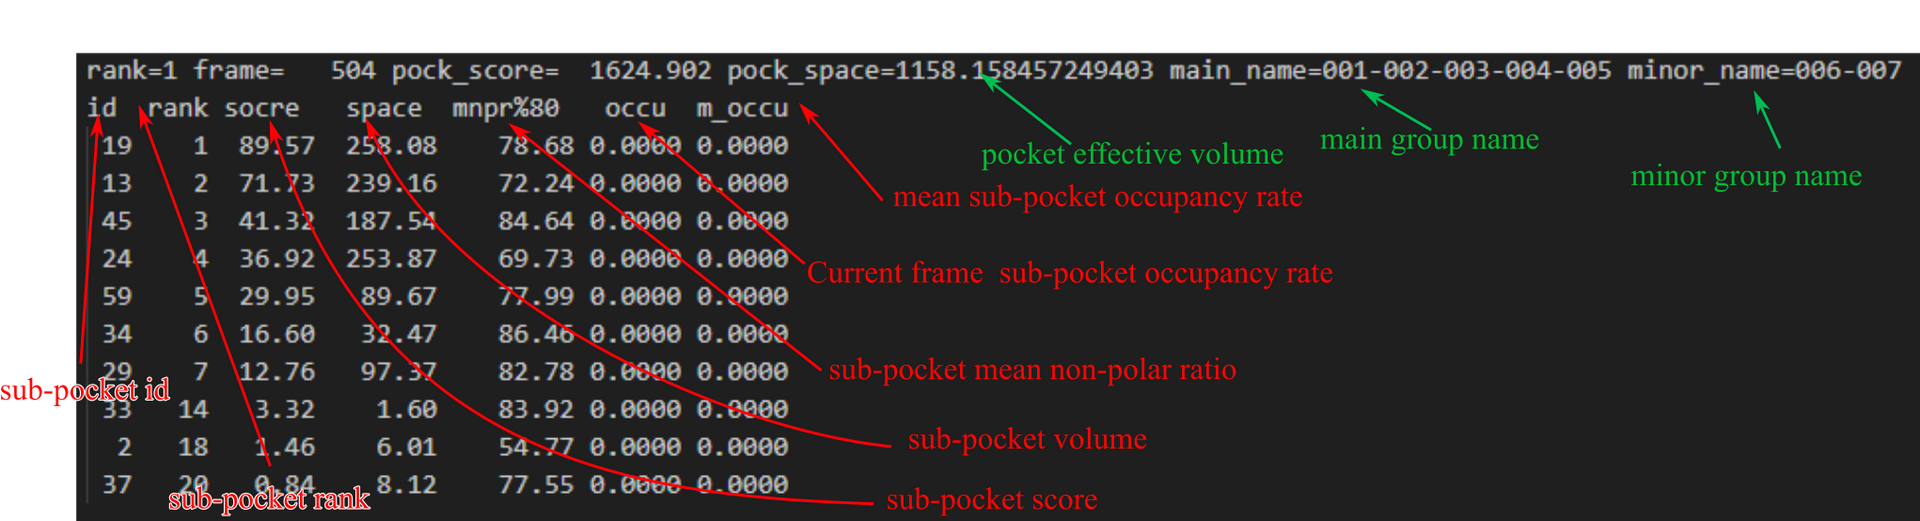 rank=1 frame=   504 pock_score=  1624.902 pock_space=1158.158457249403 main_name=001-002-003-004-005 minor_name=006-007
id rank socre space mnpr%80 occu m_occu
19 1 89.57 258.08 78.68 0.0000 0.0000
13 2 71.73 239.16 72.24 0.0000 0.0000
45 3 41.32 187.54 84.64 0.0000 0.0000
24 4 36.92 253.87 69.73 0.0000 0.0000
59 5 29.95 89.67 77.99 0.0000 0.0000
34 6 16.60 32.47 86.46 0.0000 0.0000
29 7 12.76 97.37 82.78 0.0000 0.0000
33 14 3.32 1.60 83.92 0.0000 0.0000
2 18 1.46 6.01 54.77 0.0000 0.0000
37 20 0.84 8.12 77.55 0.0000 0.0000
pocket effective volume
main group name
minor group name
mean sub-pocket occupancy rate
Current frame  sub-pocket occupancy rate
sub-pocket mean non-polar ratio
sub-pocket id
sub-pocket volume
sub-pocket rank
sub-pocket score